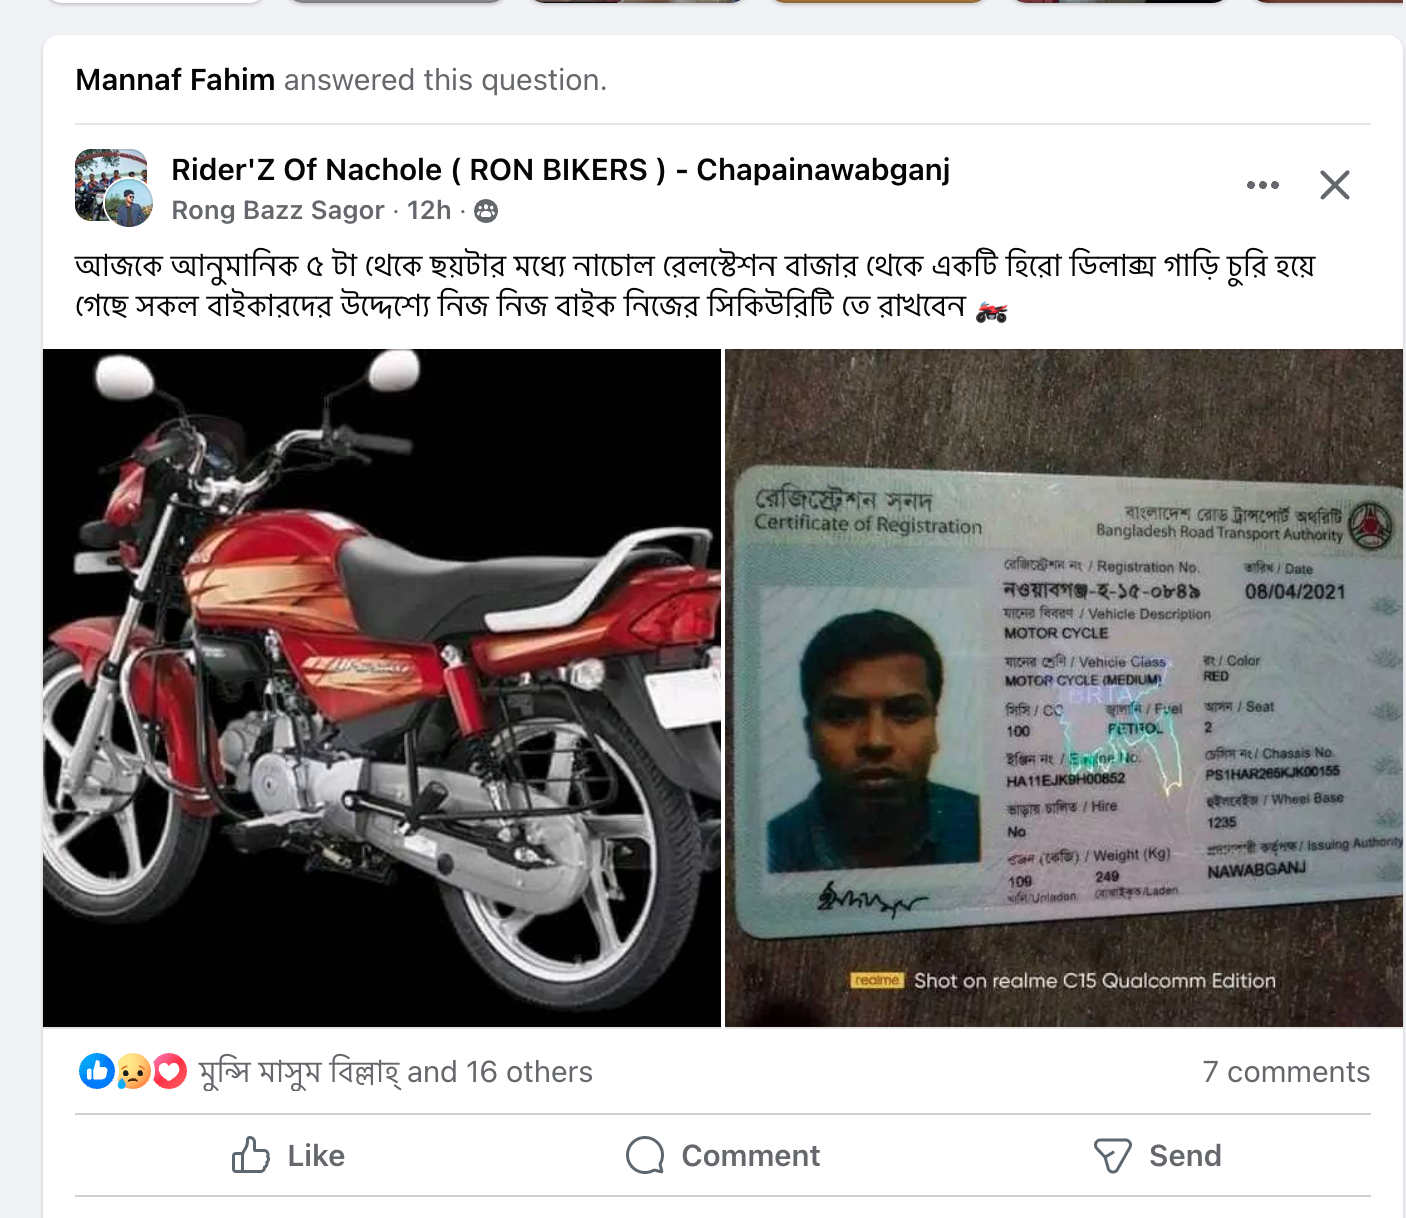 Mannaf Fahim answered this question.
Rider'Z Of Nachole ( RON BIKERS ) - Chapainawabganj
Rong Bazz Sagor · 12h ·
আজকে আনুমানিক ৫ টা থেকে ছয়টার মধ্যে নাচোল রেলস্টেশন বাজার থেকে একটি হিরো ডিলাক্স গাড়ি চুরি হয়ে
গেছে সকল বাইকারদের উদ্দেশ্যে নিজ নিজ বাইক নিজের সিকিউরিটি তে রাখবেন 🏍️
রেজিস্ট্রেশন সনদ
Certificate of Registration
বাংলাদেশ রোড ট্রান্সপোর্ট অথরিটি
Bangladesh Road Transport Authority
রেজিস্ট্রেশন নং / Registration No. তারিখ / Date
নওয়াবগঞ্জ-হ-১৫-০৮৪৯ 08/04/2021
যানের বিবরণ / Vehicle Description
MOTOR CYCLE
যানের শ্রেণি / Vehicle Class রং / Color
MOTOR CYCLE (MEDIUM) RED
BRTA
সিসি / CC জ্বালানি / Fuel আসন / Seat
100 PETROL 2
ইঞ্জিন নং / Engine No. চেসিস নং / Chassis No.
HA11EJK9H00852 PS1HAR265KJK00155
ভাড়ায় চালিত / Hire হুইলবেইজ / Wheel Base
No 1235
ওজন (কেজি) / Weight (Kg) কর্তৃপক্ষ / Issuing Authority
109 249 NAWABGANJ
খালি/Unladen বোঝাইকৃত/Laden
realme Shot on realme C15 Qualcomm Edition
মুন্সি মাসুম বিল্লাহ্ and 16 others 7 comments
Like Comment Send